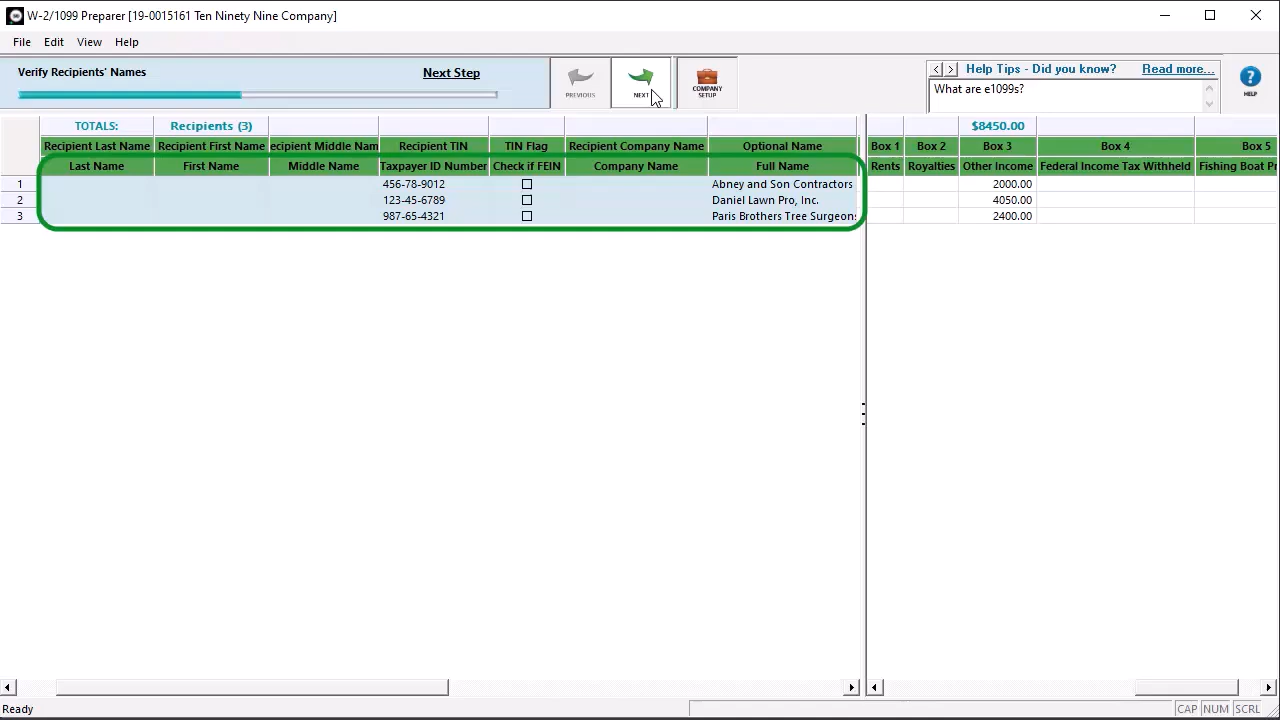 W-2/1099 Preparer [19-0015161 Ten Ninety Nine Company]
File Edit View Help
Verify Recipients' Names Next Step
PREVIOUS NEXT COMPANY SETUP
Help Tips - Did you know? Read more...
What are e1099s?
HELP
TOTALS: Recipients (3) $8450.00
Recipient Last Name Recipient First Name ecipient Middle Nam Recipient TIN TIN Flag Recipient Company Name Optional Name Box 1 Box 2 Box 3 Box 4 Box 5
Last Name First Name Middle Name Taxpayer ID Number Check if FEIN Company Name Full Name Rents Royalties Other Income Federal Income Tax Withheld Fishing Boat Pr
1 456-78-9012 Abney and Son Contractors 2000.00
2 123-45-6789 Daniel Lawn Pro, Inc. 4050.00
3 987-65-4321 Paris Brothers Tree Surgeons 2400.00
Ready CAP NUM SCRL